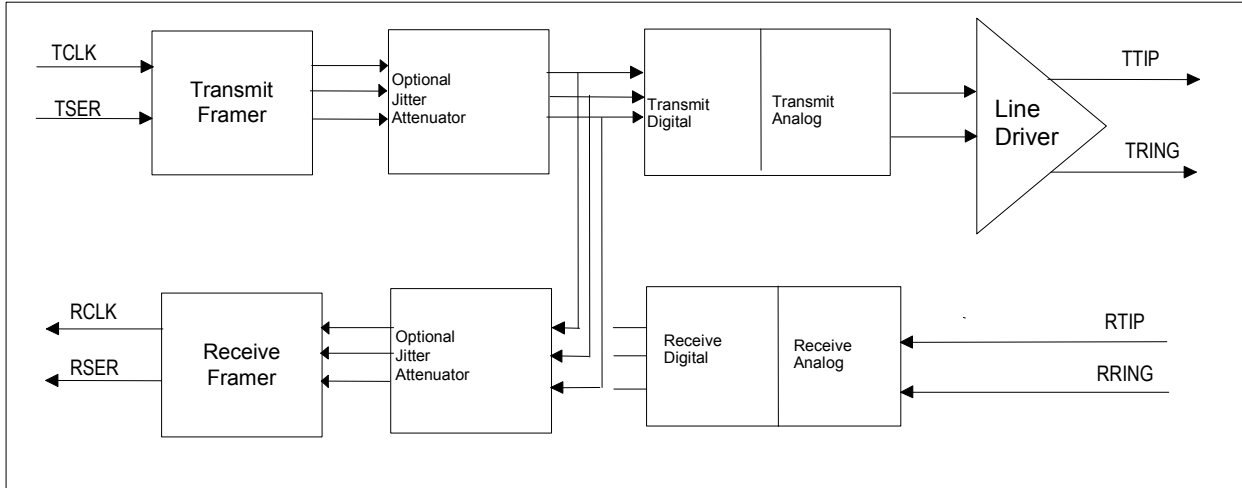 TCLK
TSER
Transmit
Framer
Optional
Jitter
Attenuator
Transmit
Digital
Transmit
Analog
Line
Driver
TTIP
TRING
RCLK
RSER
Receive
Framer
Optional
Jitter
Attenuator
Receive
Digital
Receive
Analog
RTIP
RRING